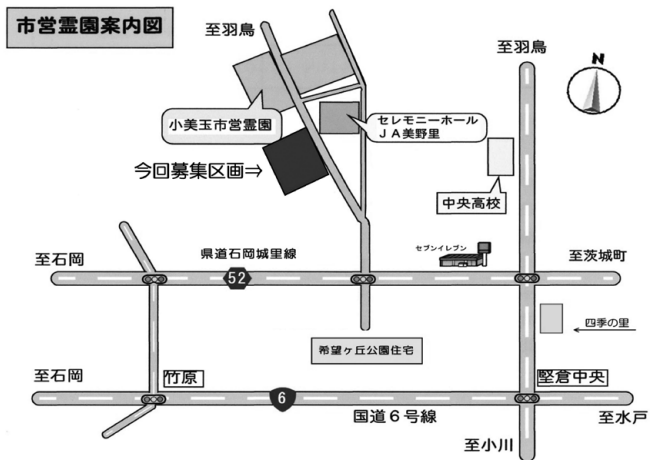 市営霊園案内図
至羽鳥
至羽鳥
N
小美玉市営霊園
セレモニーホール
JA美野里
今回募集区画⇒
中央高校
至石岡
県道石岡城里線
セブンイレブン
至茨城町
52
四季の里
希望ヶ丘公園住宅
至石岡
竹原
堅倉中央
6
国道6号線
至水戸
至小川